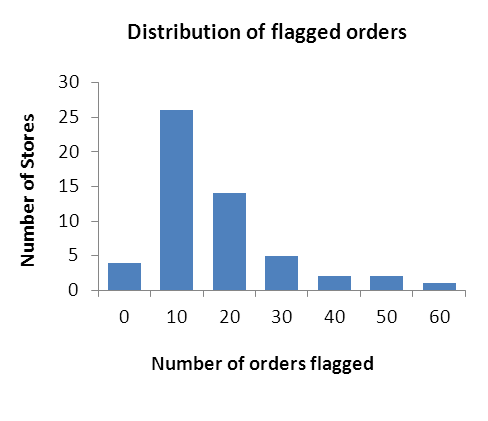 Distribution of flagged orders
30
25
20
15
10
5
0
Number of Stores
0 10 20 30 40 50 60
Number of orders flagged